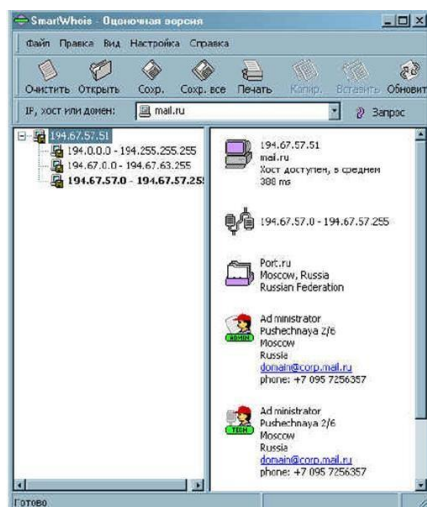 SmartWhois - Оценочная версия
Файл Правка Вид Настройка Справка
Очистить Открыть Сохр. Сохр. все Печать Копир. Вставить Обновит
IP, хост или домен: mail.ru Запрос
194.67.57.51
194.0.0.0 - 194.255.255.255
194.67.0.0 - 194.67.63.255
194.67.57.0 - 194.67.57.25
194.67.57.51
mail.ru
Хост доступен, в среднем
388 ms
194.67.57.0 - 194.67.57.255
Port.ru
Moscow, Russia
Russian Federation
ADMIN
Administrator
Pushechnaya 2/6
Moscow
Russia
domain@corp.mail.ru
phone: +7 095 7256357
TECH
Administrator
Pushechnaya 2/6
Moscow
Russia
domain@corp.mail.ru
phone: +7 095 7256357
Готово